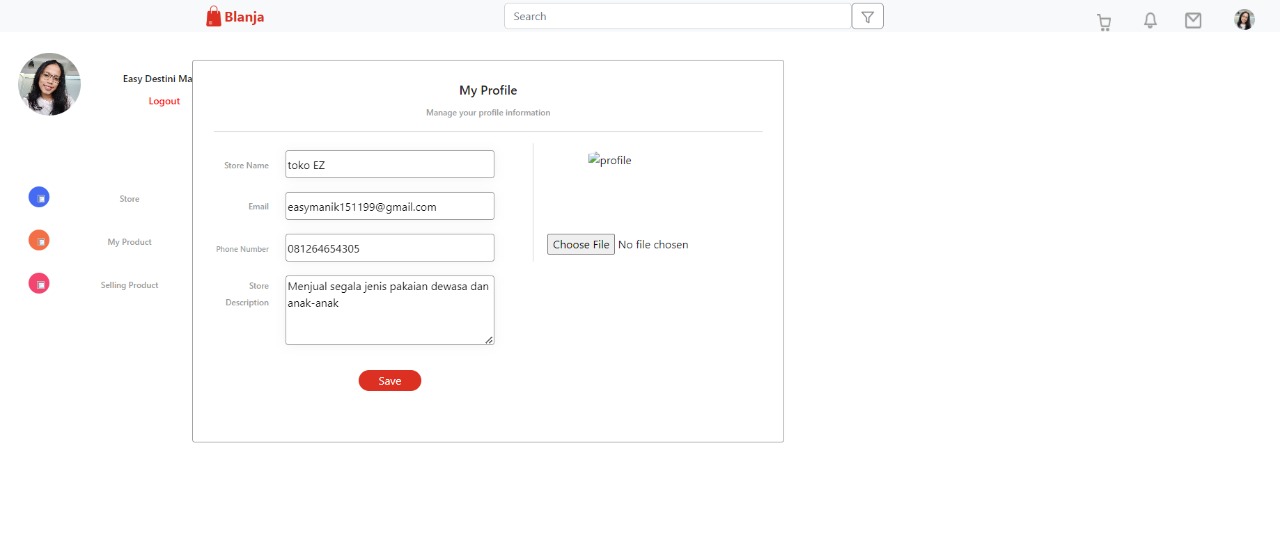 Blanja
Search
Easy Destini Ma
Logout
Store
My Product
Selling Product
My Profile
Manage your profile information
Store Name
toko EZ
Email
easymanik151199@gmail.com
Phone Number
081264654305
Store
Description
Menjual segala jenis pakaian dewasa dan
anak-anak
Save
profile
Choose File No file chosen